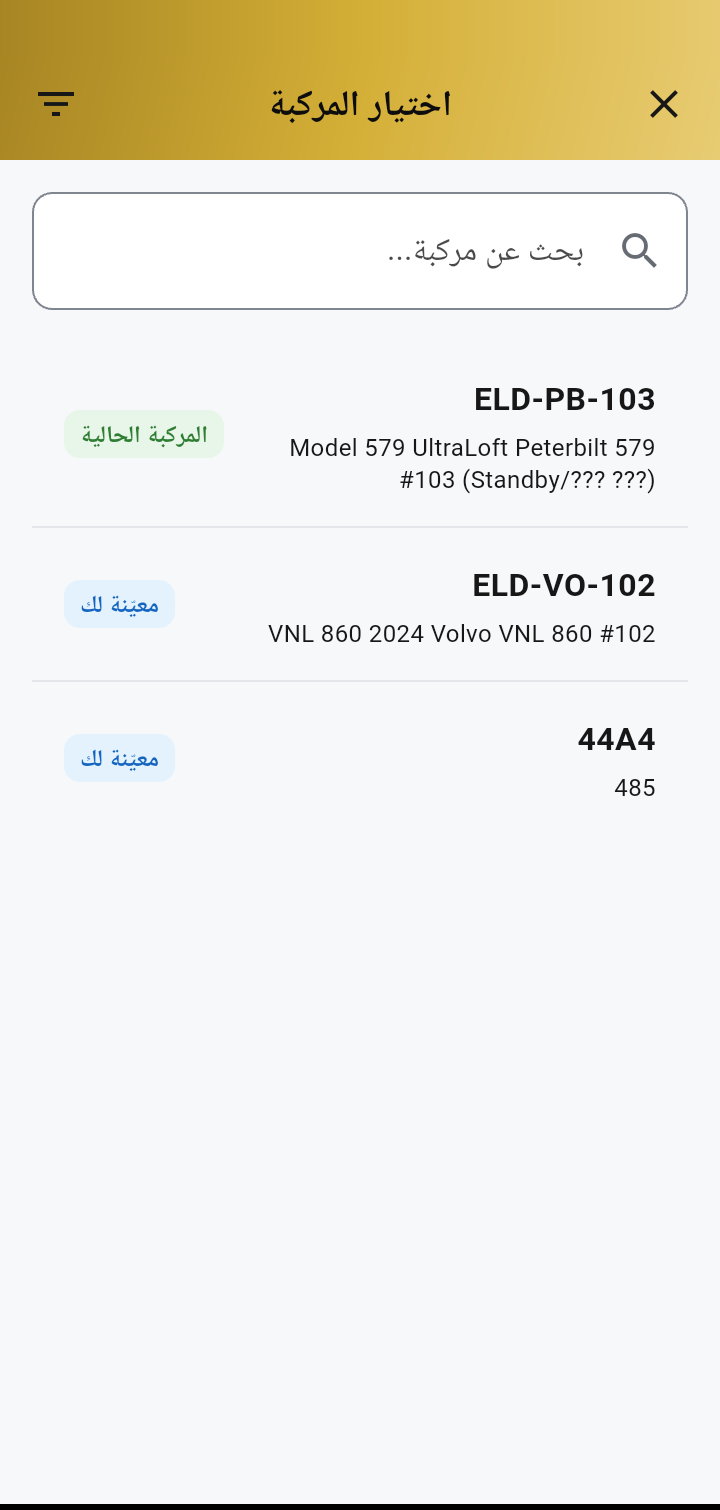 اختيار المركبة
بحث عن مركبة...
ELD-PB-103
المركبة الحالية
Model 579 UltraLoft Peterbilt 579
#103 (Standby/??? ???)
ELD-VO-102
معيّنة لك
VNL 860 2024 Volvo VNL 860 #102
44A4
معيّنة لك
485